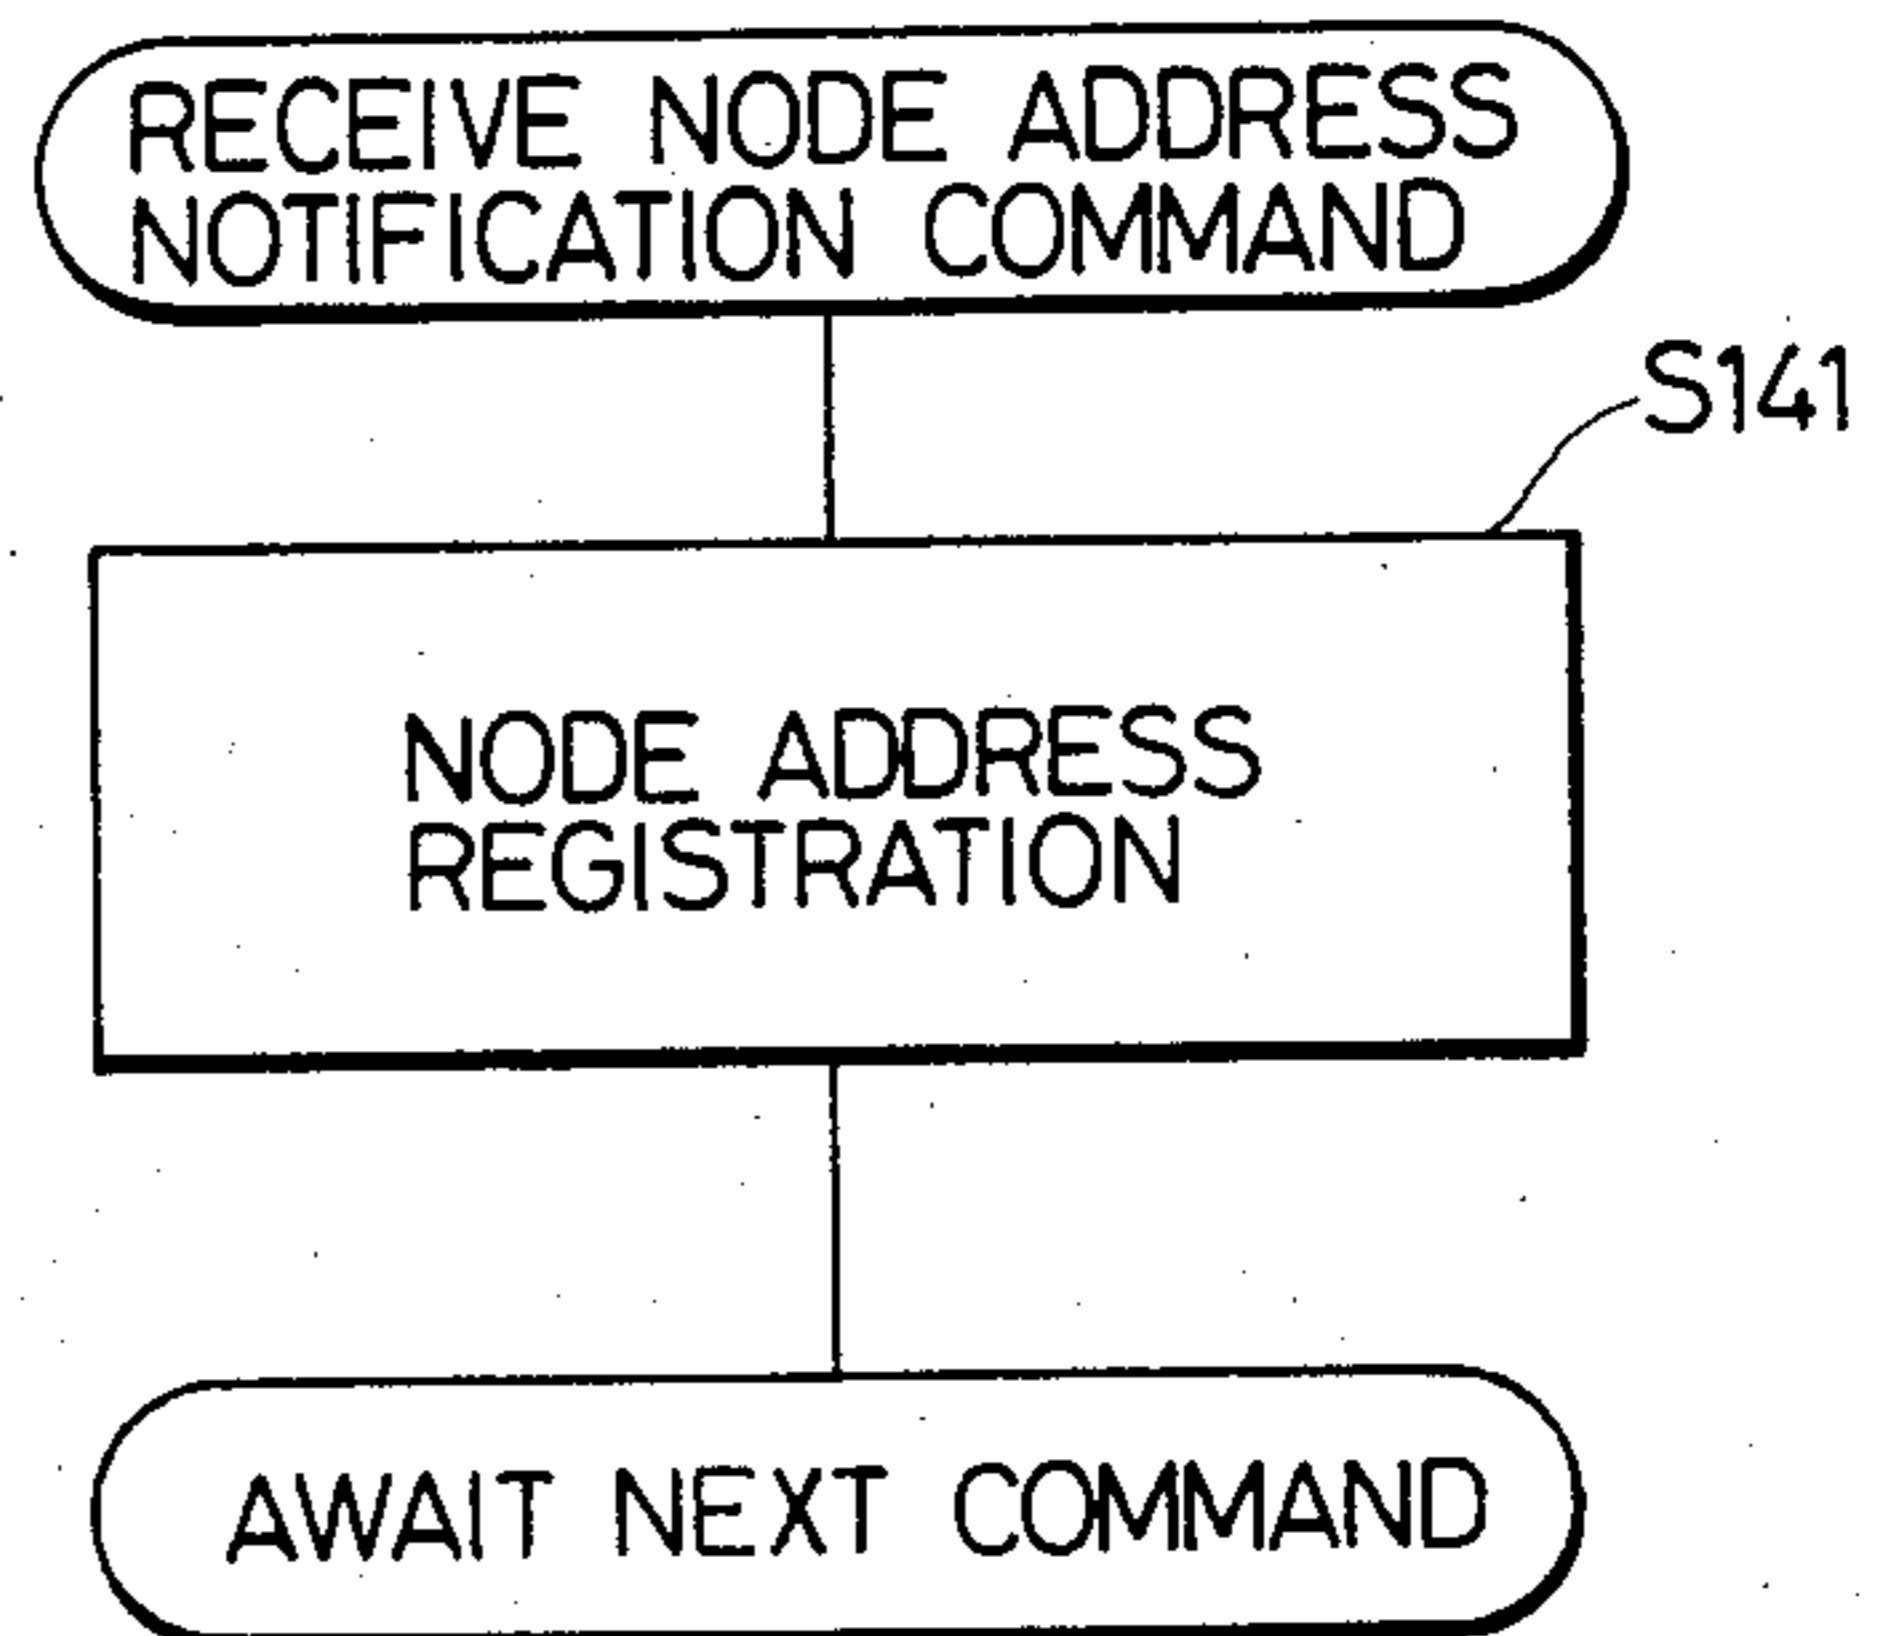 RECEIVE NODE ADDRESS
NOTIFICATION COMMAND
S141
NODE ADDRESS
REGISTRATION
AWAIT NEXT COMMAND